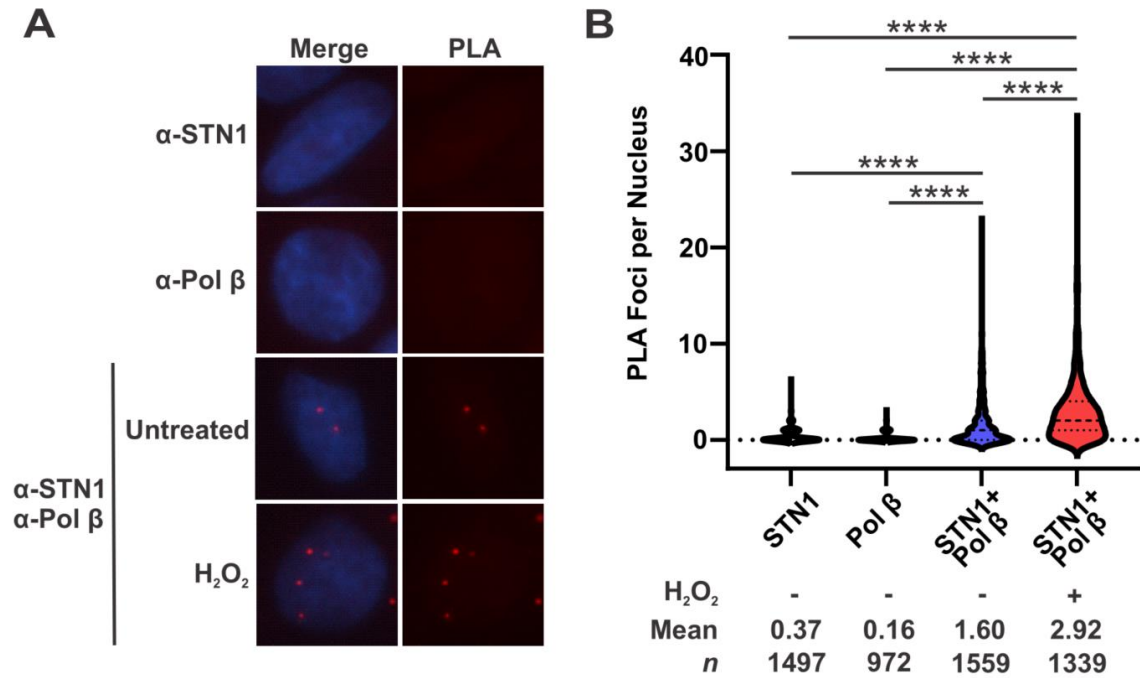 A
Merge PLA
α-STN1
α-Pol β
Untreated
α-STN1
α-Pol β
H₂O₂
B
****
****
****
****
****
PLA Foci per Nucleus
40
30
20
10
0
STN1
Pol β
STN1+
Pol β
STN1+
Pol β
H₂O₂ - - - +
Mean 0.37 0.16 1.60 2.92
n 1497 972 1559 1339